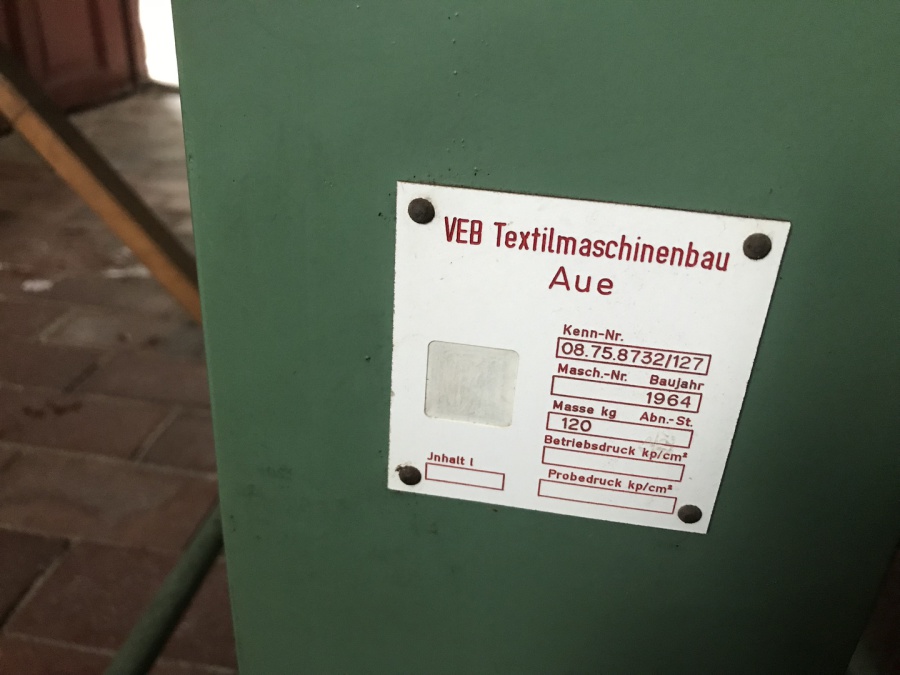 VEB Textilmaschinenbau
Aue
Kenn-Nr.
08.75.8732/127
Masch.-Nr. Baujahr
1964
Masse kg Abn.-St.
120
Betriebsdruck kp/cm²
Jnhalt l
Probedruck kp/cm²